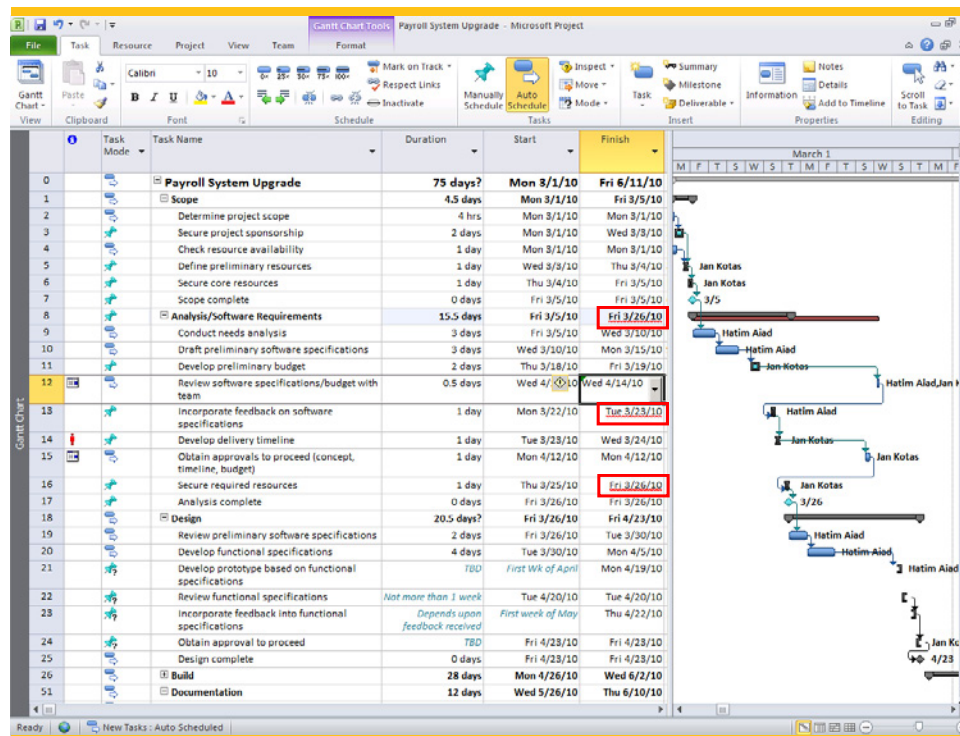 Gantt Chart Tools Payroll System Upgrade - Microsoft Project
File Task Resource Project View Team Format
Gantt Chart
View
Paste
Clipboard
Calibri 10
B I U A
Font
0% 25% 50% 75% 100%
Mark on Track
Respect Links
Inactivate
Schedule
Manually Schedule
Auto Schedule
Inspect
Move
Mode
Tasks
Task
Summary
Milestone
Deliverable
Insert
Information
Notes
Details
Add to Timeline
Properties
Scroll to Task
Editing
Task Mode Task Name Duration Start Finish
March 1
M F T S W S T M F T S W S T M F
0 Payroll System Upgrade 75 days? Mon 3/1/10 Fri 6/11/10
1 Scope 4.5 days Mon 3/1/10 Fri 3/5/10
2 Determine project scope 4 hrs Mon 3/1/10 Mon 3/1/10
3 Secure project sponsorship 2 days Mon 3/1/10 Wed 3/3/10
4 Check resource availability 1 day Mon 3/1/10 Mon 3/1/10
5 Define preliminary resources 1 day Wed 3/3/10 Thu 3/4/10 Jan Kotas
6 Secure core resources 1 day Thu 3/4/10 Fri 3/5/10 Jan Kotas
7 Scope complete 0 days Fri 3/5/10 Fri 3/5/10 3/5
8 Analysis/Software Requirements 15.5 days Fri 3/5/10 Fri 3/26/10
9 Conduct needs analysis 3 days Fri 3/5/10 Wed 3/10/10 Hatim Aiad
10 Draft preliminary software specifications 3 days Wed 3/10/10 Mon 3/15/10 Hatim Aiad
11 Develop preliminary budget 2 days Thu 3/18/10 Fri 3/19/10 Jan Kotas
12 Review software specifications/budget with team 0.5 days Wed 4/ 10 Wed 4/14/10 Hatim Aiad,Jan
13 Incorporate feedback on software specifications 1 day Mon 3/22/10 Tue 3/23/10 Hatim Aiad
14 Develop delivery timeline 1 day Tue 3/23/10 Wed 3/24/10 Jan Kotas
15 Obtain approvals to proceed (concept, timeline, budget) 1 day Mon 4/12/10 Mon 4/12/10 Jan Kotas
16 Secure required resources 1 day Thu 3/25/10 Fri 3/26/10 Jan Kotas
17 Analysis complete 0 days Fri 3/26/10 Fri 3/26/10 3/26
18 Design 20.5 days? Fri 3/26/10 Fri 4/23/10
19 Review preliminary software specifications 2 days Fri 3/26/10 Tue 3/30/10 Hatim Aiad
20 Develop functional specifications 4 days Tue 3/30/10 Mon 4/5/10 Hatim Aiad
21 Develop prototype based on functional specifications TBD First Wk of April Mon 4/19/10 Hatim Aiad
22 Review functional specifications Not more than 1 week Tue 4/20/10 Tue 4/20/10
23 Incorporate feedback into functional specifications Depends upon feedback received First week of May Thu 4/22/10
24 Obtain approval to proceed TBD Fri 4/23/10 Fri 4/23/10 Jan
25 Design complete 0 days Fri 4/23/10 Fri 4/23/10 4/23
26 Build 28 days Mon 4/26/10 Wed 6/2/10
51 Documentation 12 days Wed 5/26/10 Thu 6/10/10
Gantt Chart
Ready New Tasks : Auto Scheduled